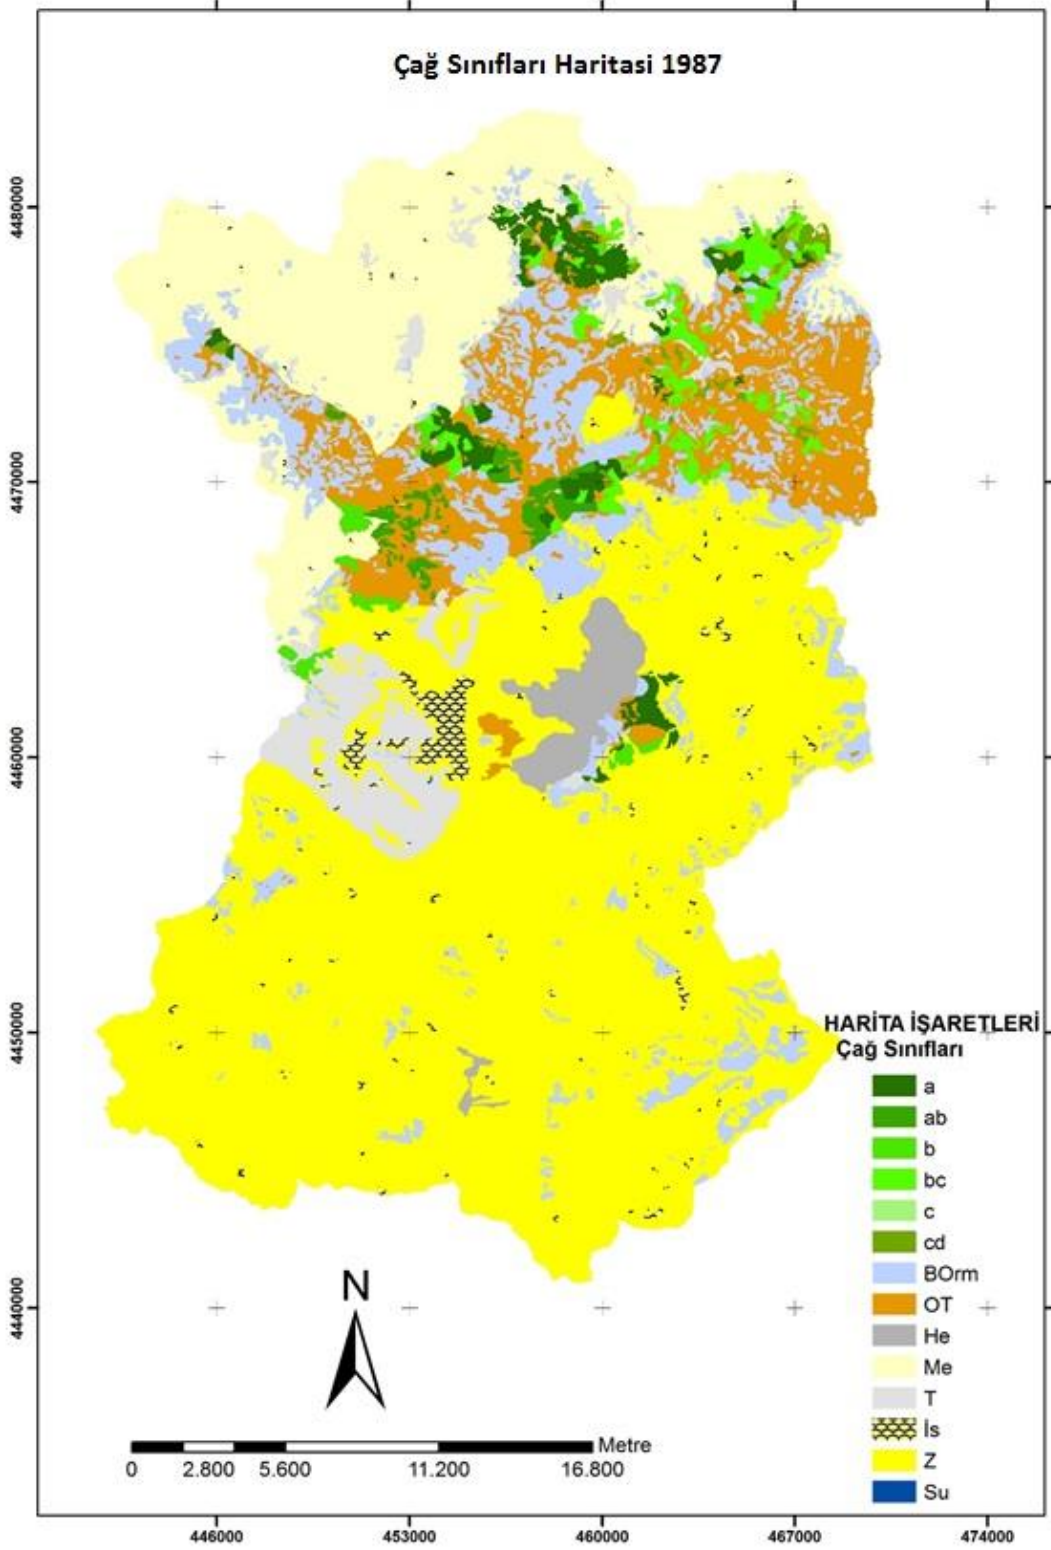 Çağ Sınıfları Haritasi 1987
4480000
4470000
4460000
4450000
4440000
HARİTA İŞARETLERİ
Çağ Sınıfları
a
ab
b
bc
c
cd
BOrm
OT
He
Me
T
İs
Z
Su
N
Metre
0 2.800 5.600 11.200 16.800
446000 453000 460000 467000 474000